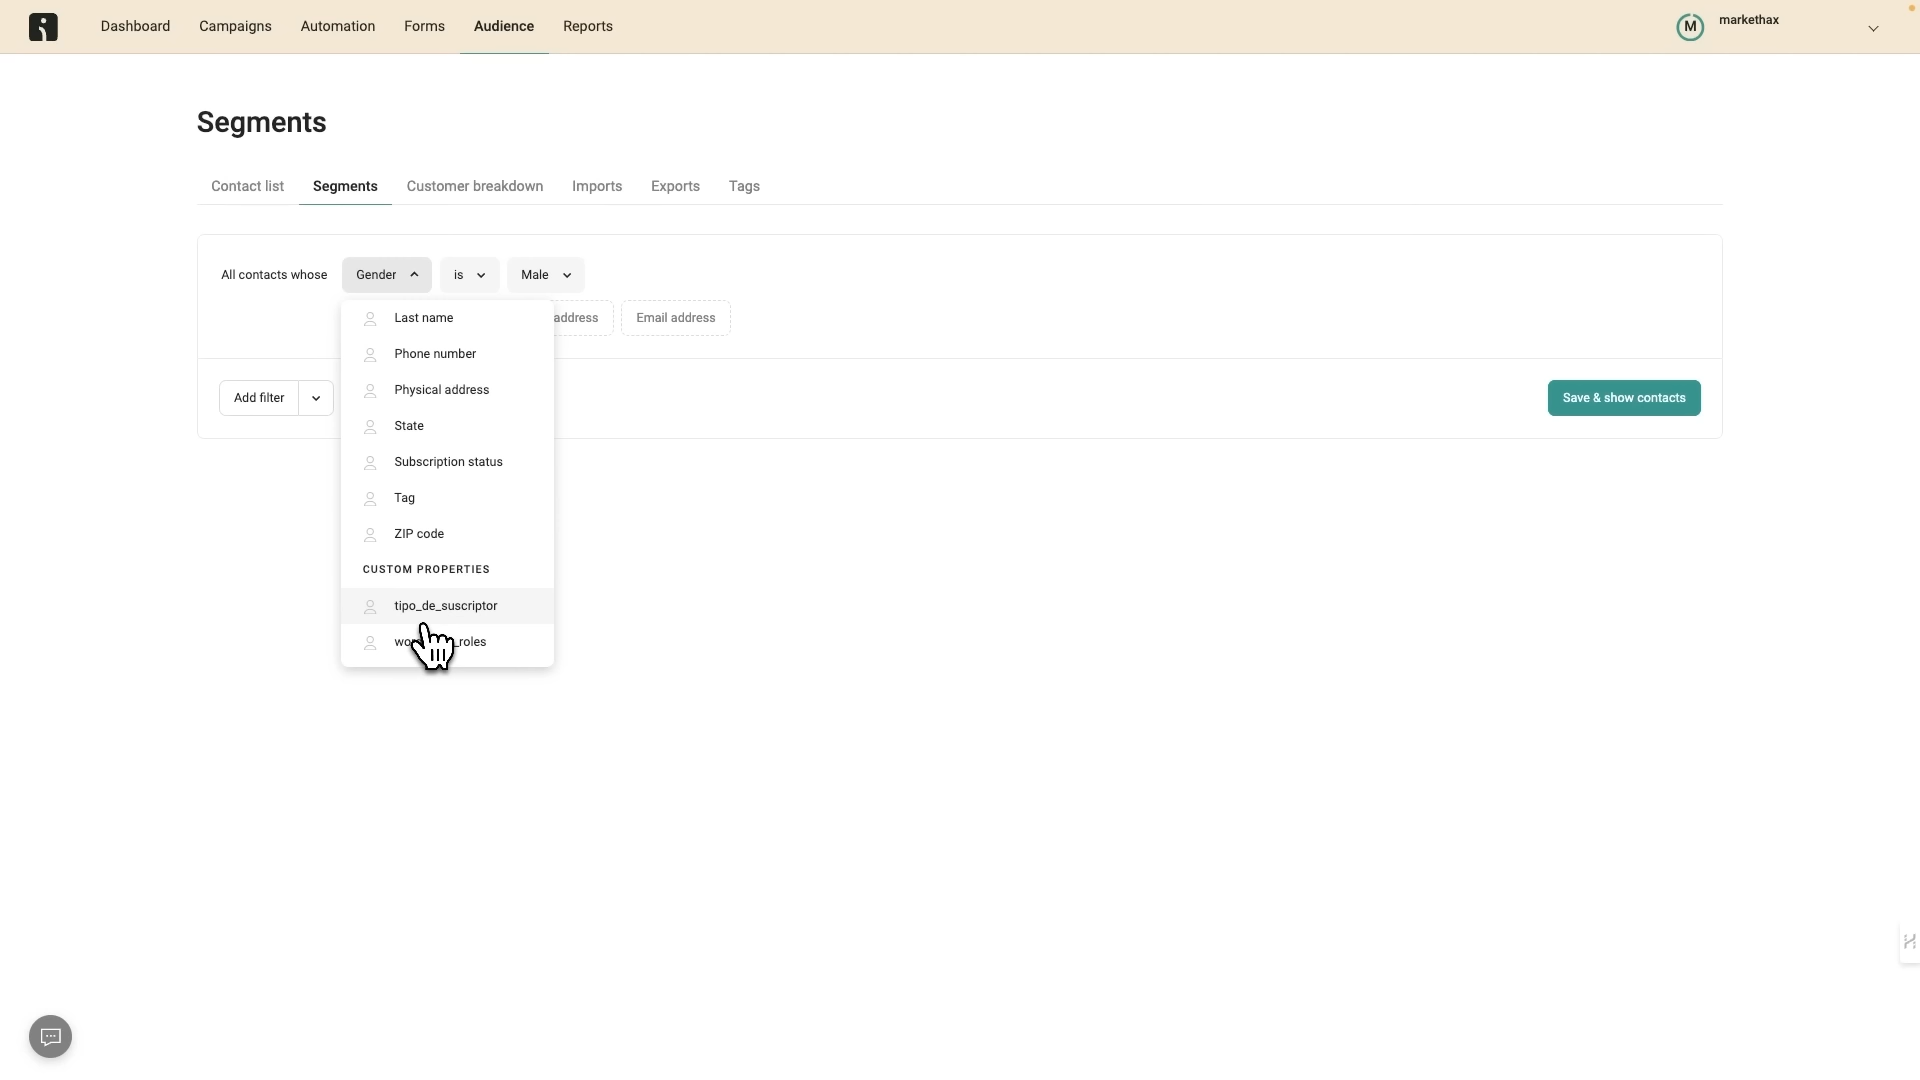 Dashboard Campaigns Automation Forms Audience Reports M markethax
Segments
Contact list Segments Customer breakdown Imports Exports Tags
All contacts whose Gender is Male
Last name address Email address
Phone number
Physical address
Add filter Save & show contacts
State
Subscription status
Tag
ZIP code
CUSTOM PROPERTIES
tipo_de_suscriptor